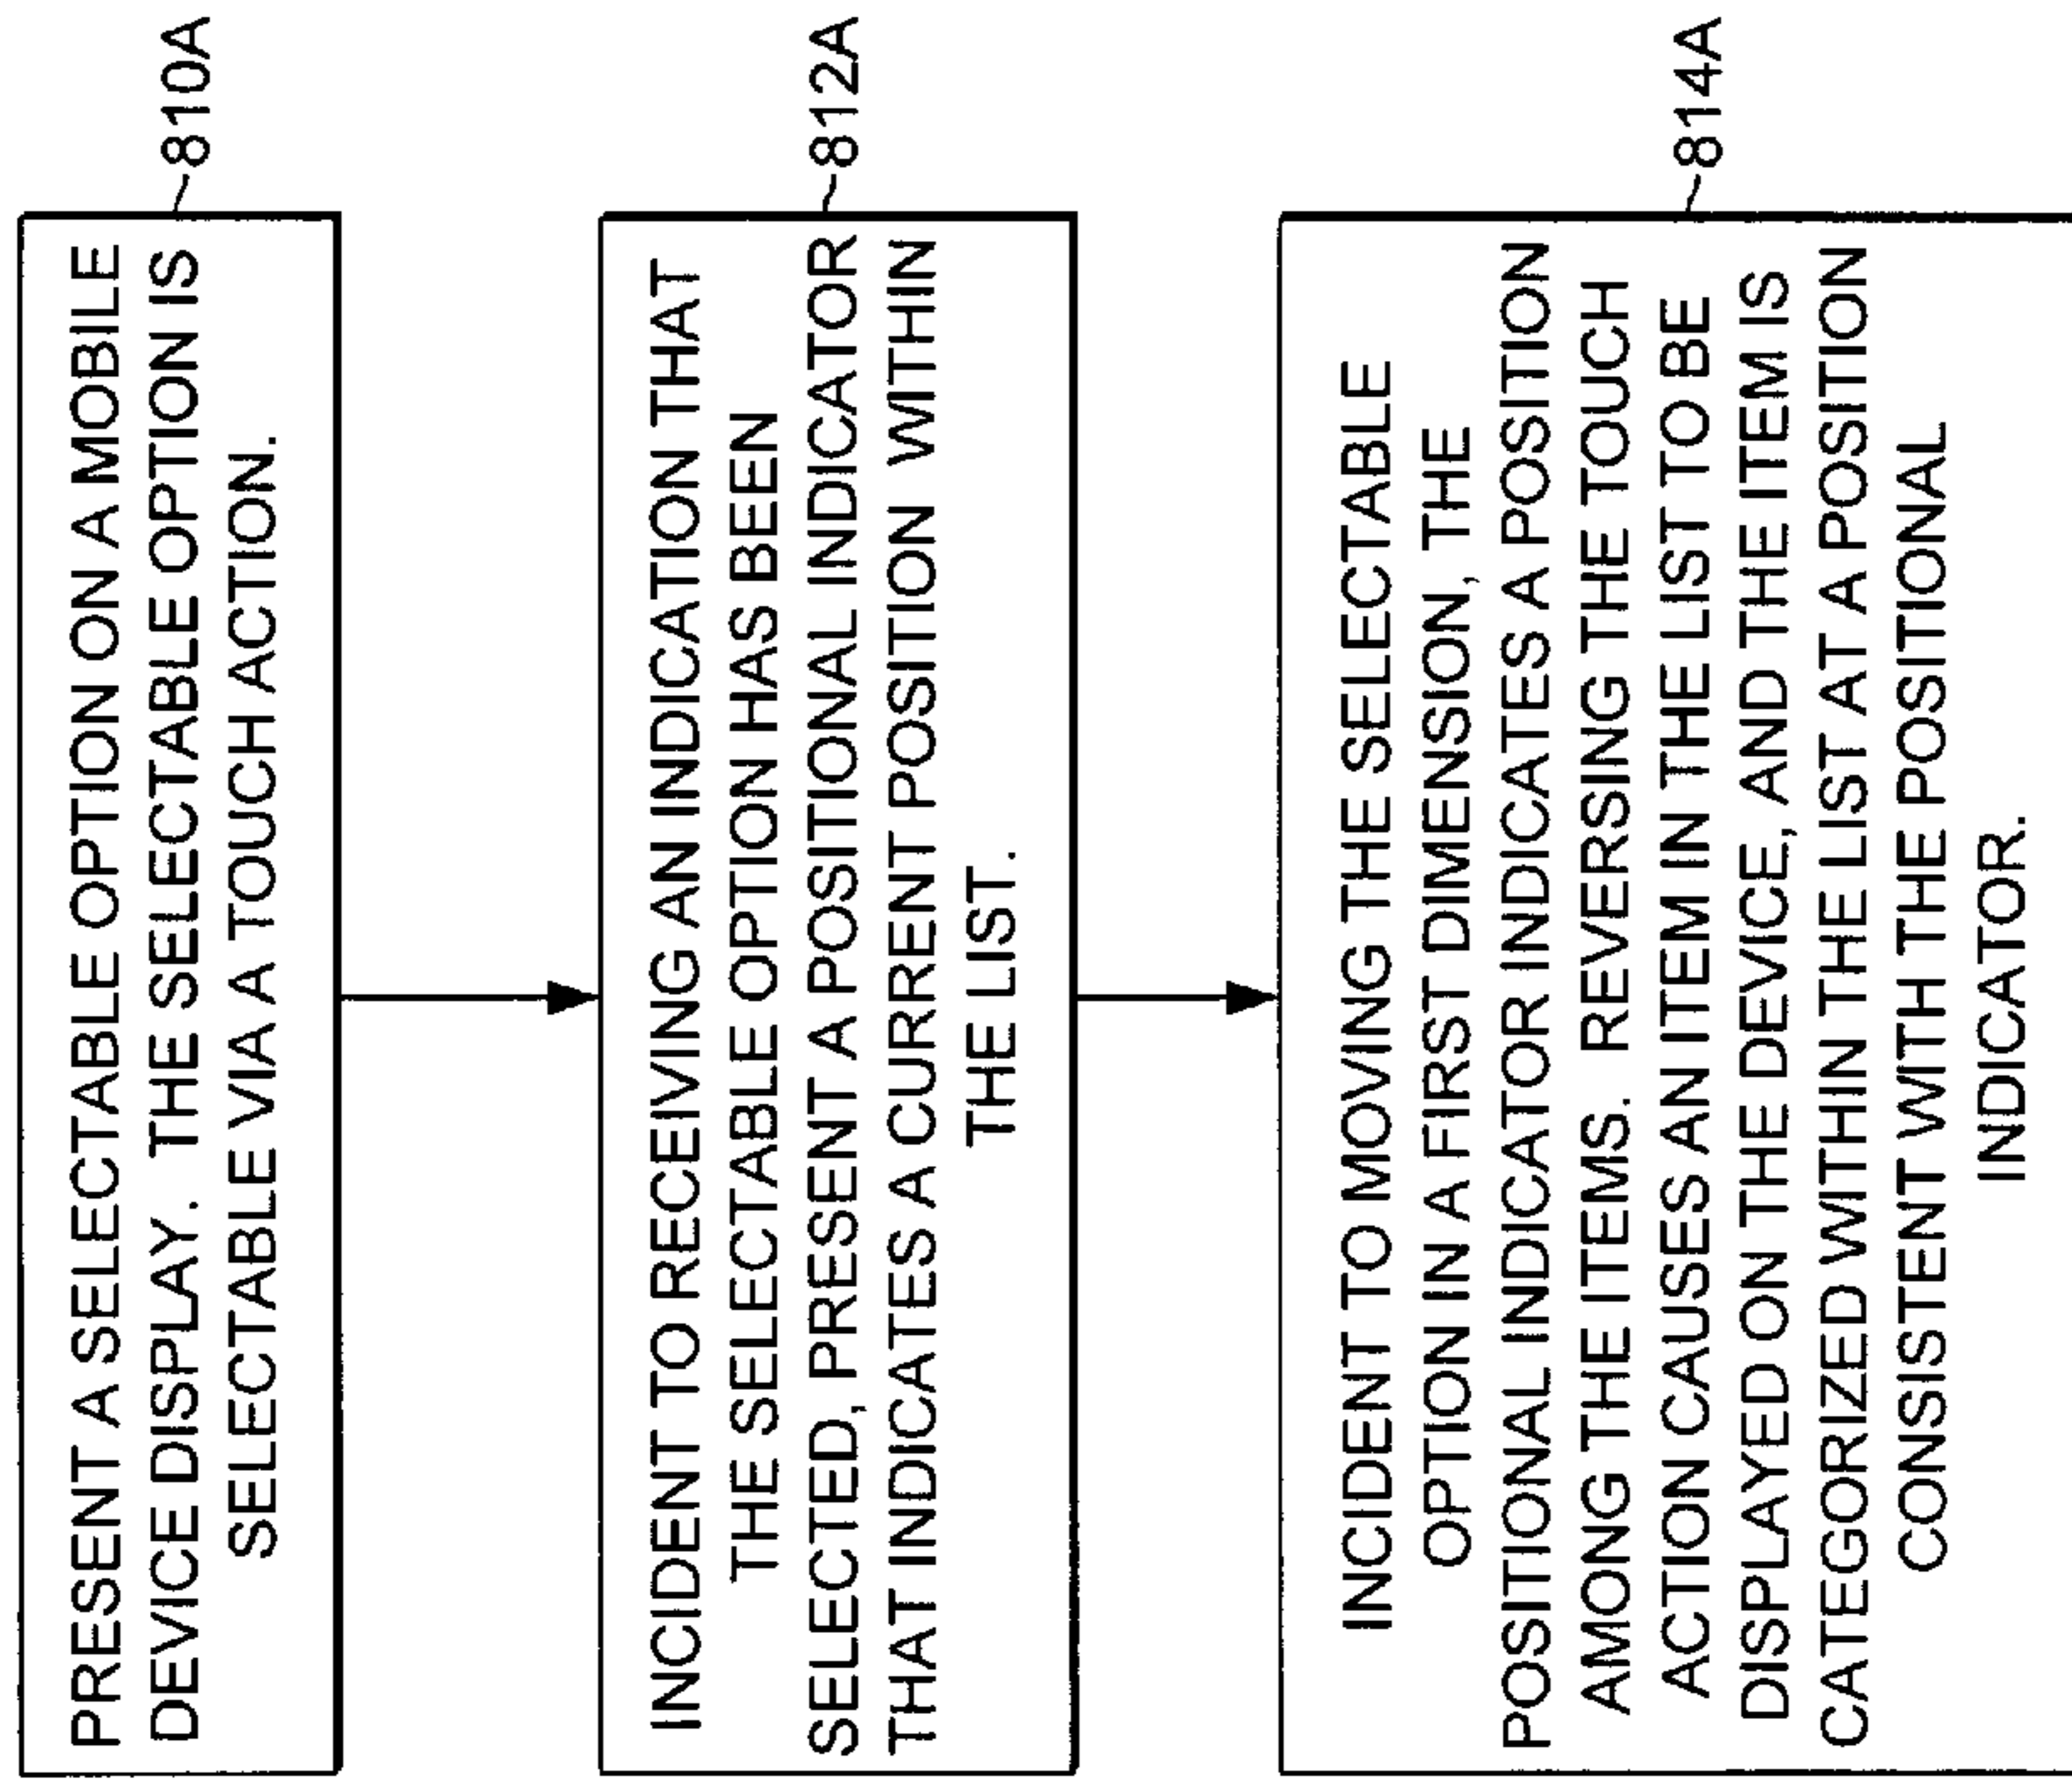 PRESENT A SELECTABLE OPTION ON A MOBILE
DEVICE DISPLAY. THE SELECTABLE OPTION IS
SELECTABLE VIA A TOUCH ACTION.
810A
INCIDENT TO RECEIVING AN INDICATION THAT
THE SELECTABLE OPTION HAS BEEN
SELECTED, PRESENT A POSITIONAL INDICATOR
THAT INDICATES A CURRENT POSITION WITHIN
THE LIST.
812A
INCIDENT TO MOVING THE SELECTABLE
OPTION IN A FIRST DIMENSION, THE
POSITIONAL INDICATOR INDICATES A POSITION
AMONG THE ITEMS. REVERSING THE TOUCH
ACTION CAUSES AN ITEM IN THE LIST TO BE
DISPLAYED ON THE DEVICE, AND THE ITEM IS
CATEGORIZED WITHIN THE LIST AT A POSITION
CONSISTENT WITH THE POSITIONAL
INDICATOR.
814A